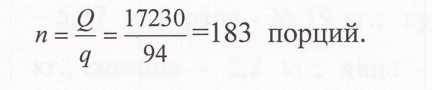 n = Q/q = 17230/94 =183 порций.